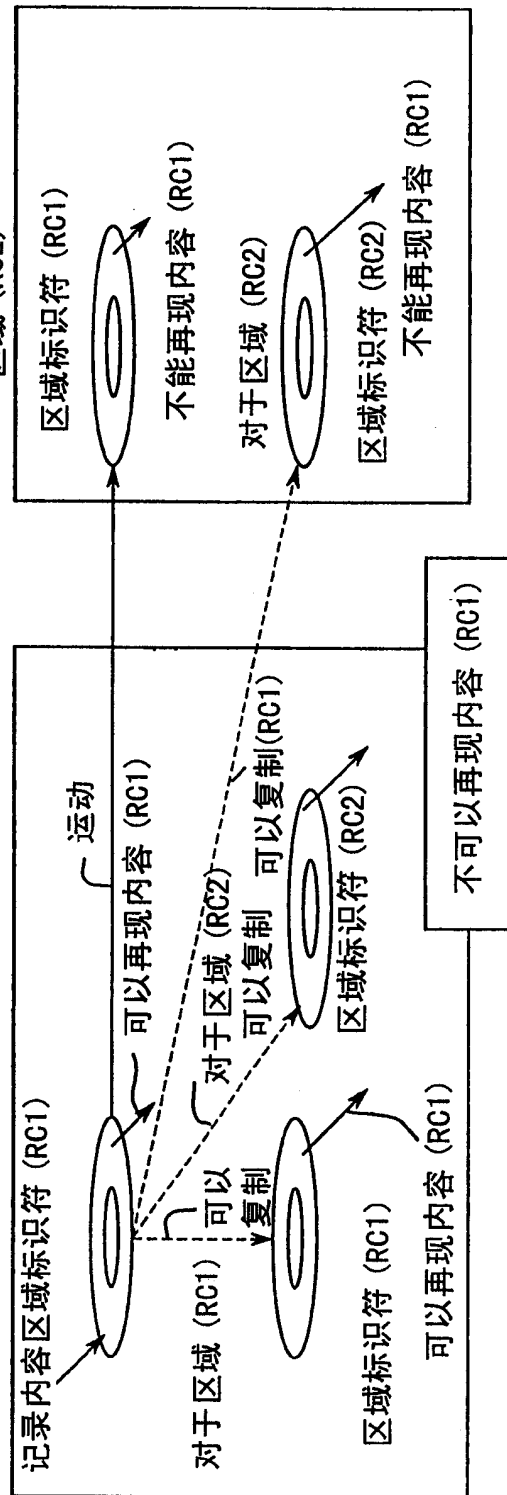 记录内容区域标识符 (RC1)
运动
可以再现内容 (RC1)
对于区域 (RC1)
可以
复制
对于区域 (RC2)
可以复制
可以复制(RC1)
区域标识符 (RC1)
可以再现内容 (RC1)
区域标识符 (RC2)
不可以再现内容 (RC1)
区域标识符 (RC1)
不能再现内容 (RC1)
对于区域 (RC2)
区域标识符 (RC2)
不能再现内容 (RC1)